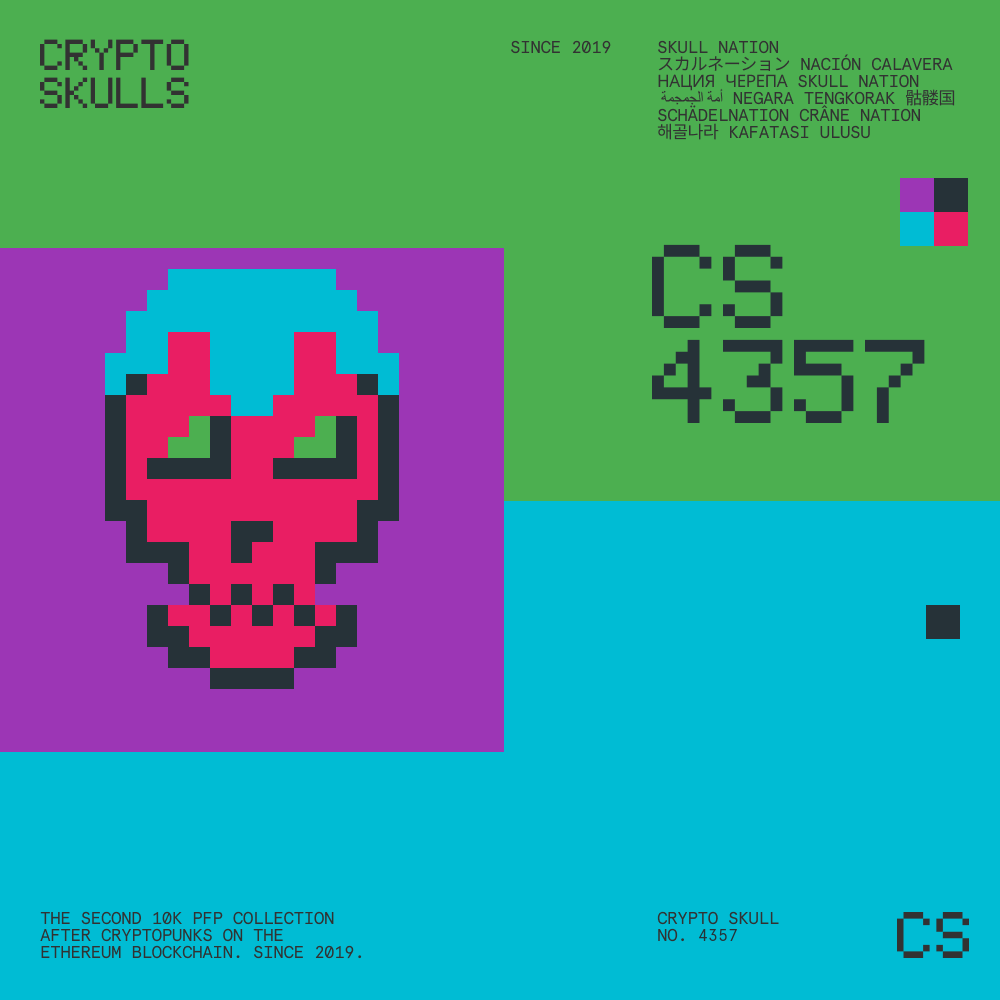 CRYPTO
SKULLS
SINCE 2019
SKULL NATION
スカルネーション NACIÓN CALAVERA
НАЦИЯ ЧЕРЕПА SKULL NATION
أمة الجمجمة NEGARA TENGKORAK 骷髅国
SCHÄDELNATION CRÂNE NATION
해골나라 KAFATASI ULUSU
CS
4357
THE SECOND 10K PFP COLLECTION
AFTER CRYPTOPUNKS ON THE
ETHEREUM BLOCKCHAIN. SINCE 2019.
CRYPTO SKULL
NO. 4357
CS